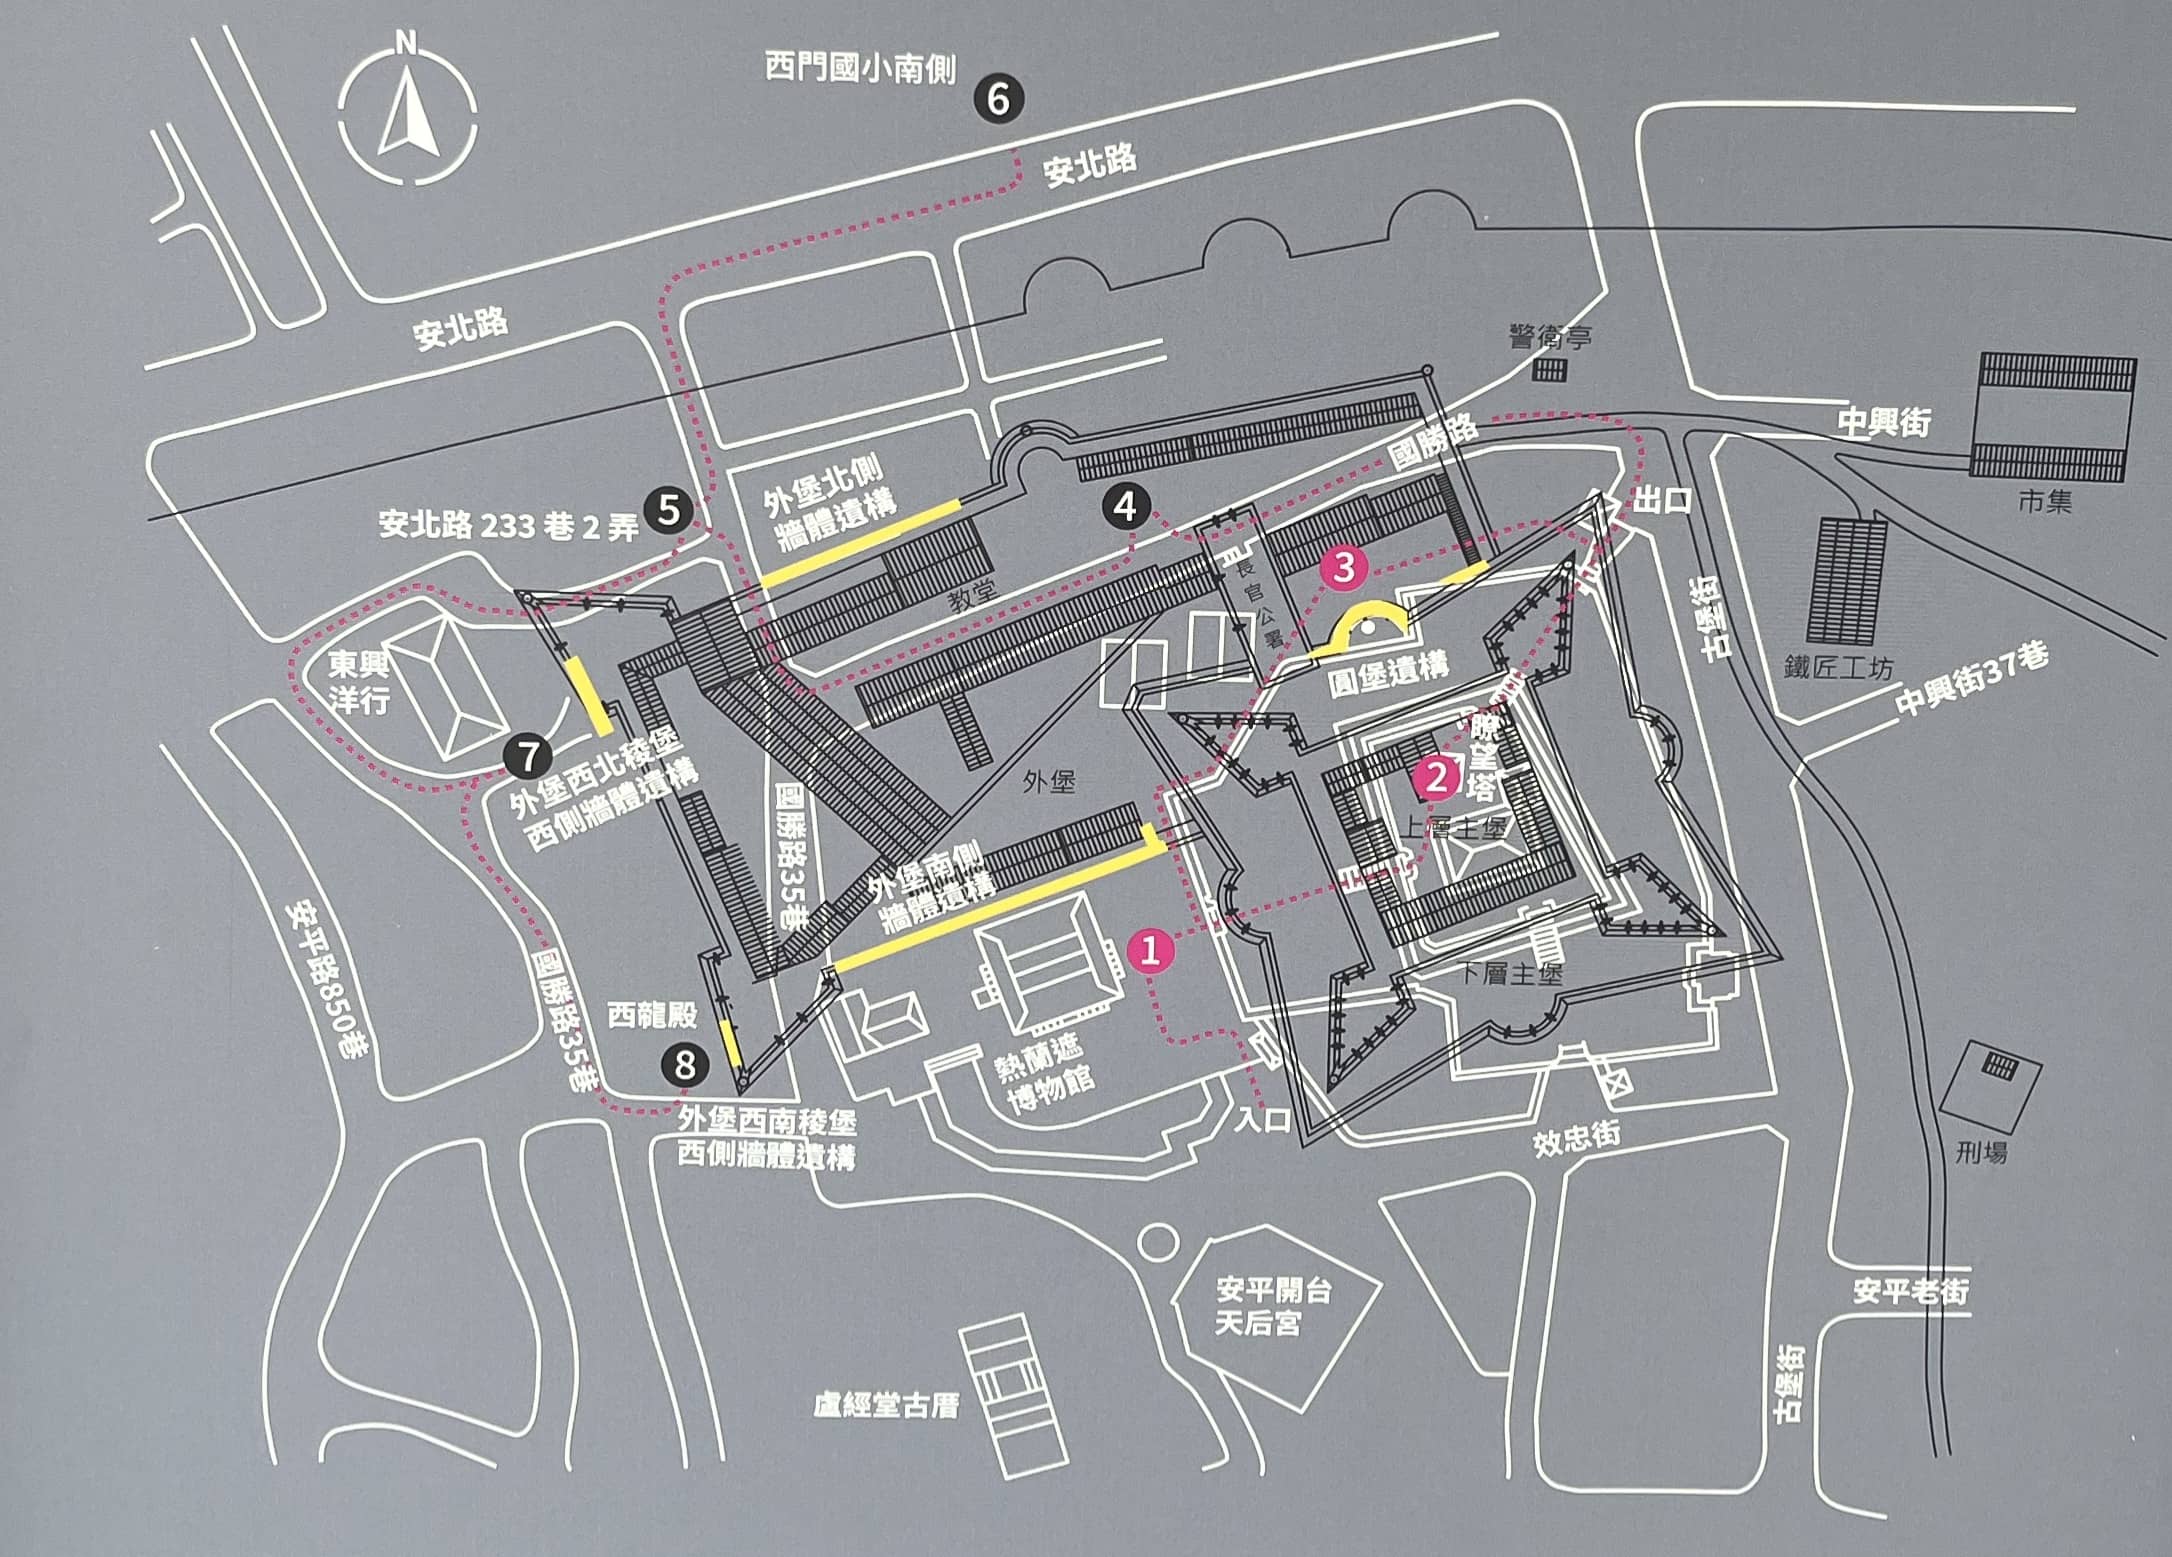 N
西門國小南側
6
安北路
安北路
警衛亭
中興街
市集
國勝路
外堡北側
牆體遺構
4
5
安北路 233 巷 2 弄
出口
3
長官公署
教堂
古堡街
鐵匠工坊
中興街37巷
東興
洋行
圓堡遺構
7
外堡西北稜堡
西側牆體遺構
外堡
瞭望塔
2
上層主堡
國勝路35巷
外堡南側
牆體遺構
1
安平路850巷
國勝路35巷
下層主堡
西龍殿
8
熱蘭遮
博物館
入口
外堡西南稜堡
西側牆體遺構
效忠街
刑場
安平開台
天后宮
安平老街
古堡街
盧經堂古厝